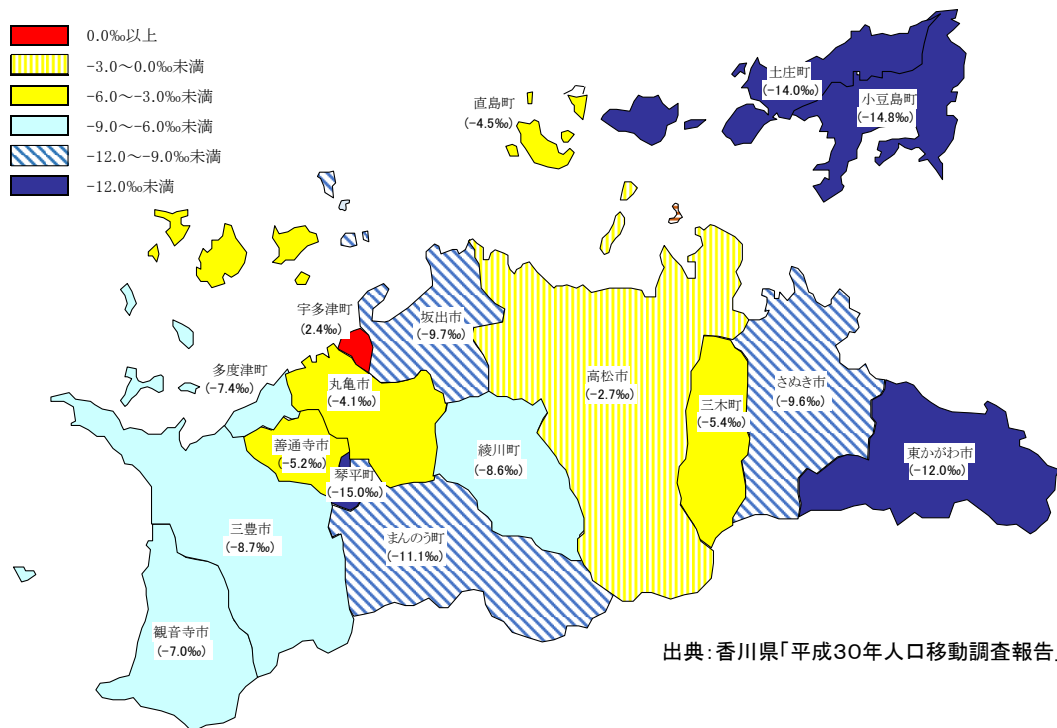 0.0‰以上
-3.0～0.0‰未満
-6.0～-3.0‰未満
-9.0～-6.0‰未満
-12.0～-9.0‰未満
-12.0‰未満
土庄町
(-14.0‰)
小豆島町
(-14.8‰)
直島町
(-4.5‰)
宇多津町
(2.4‰)
坂出市
(-9.7‰)
多度津町
(-7.4‰)
丸亀市
(-4.1‰)
高松市
(-2.7‰)
三木町
(-5.4‰)
さぬき市
(-9.6‰)
東かがわ市
(-12.0‰)
善通寺市
(-5.2‰)
綾川町
(-8.6‰)
琴平町
(-15.0‰)
三豊市
(-8.7‰)
まんのう町
(-11.1‰)
観音寺市
(-7.0‰)
出典：香川県「平成30年人口移動調査報告」